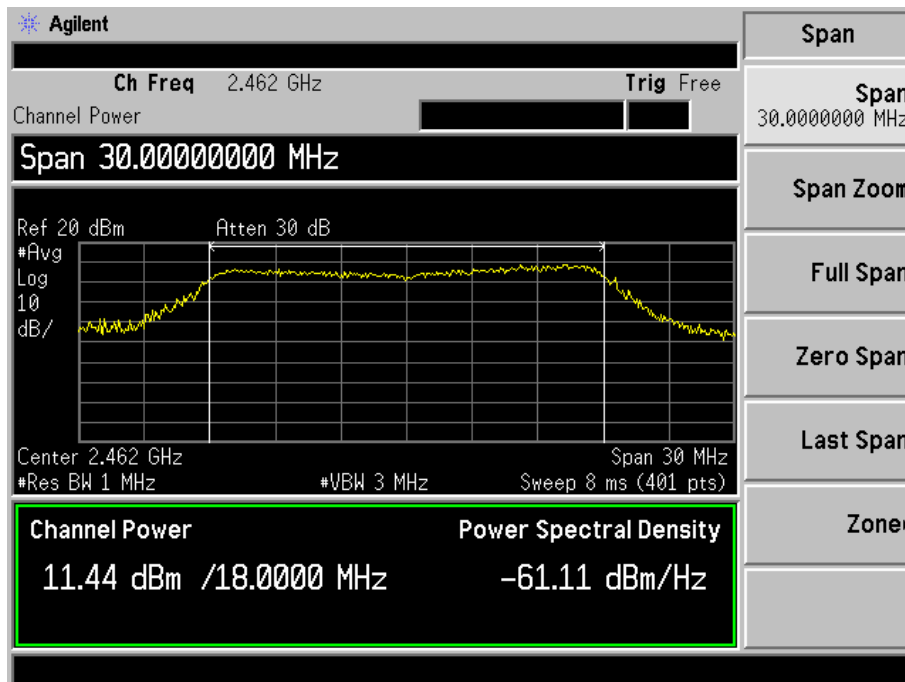 Agilent
Ch Freq 2.462 GHz Trig Free
Channel Power
Span 30.00000000 MHz
Ref 20 dBm Atten 30 dB
#Avg
Log
10
dB/
Center 2.462 GHz Span 30 MHz
#Res BW 1 MHz #VBW 3 MHz Sweep 8 ms (401 pts)
Channel Power Power Spectral Density
11.44 dBm /18.0000 MHz -61.11 dBm/Hz
Span
Span
30.0000000 MHz
Span Zoom
Full Span
Zero Span
Last Span
Zone